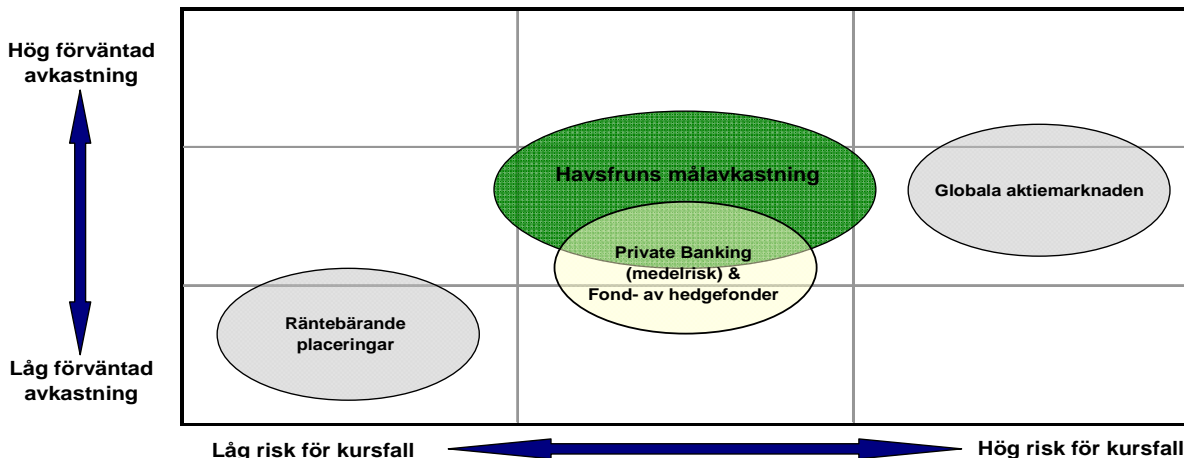 Hög förväntad
avkastning
Havsfruns målavkastning
Globala aktiemarknaden
Private Banking
(medelrisk) &
Fond- av hedgefonder
Räntebärande
placeringar
Låg förväntad
avkastning
Låg risk för kursfall
Hög risk för kursfall